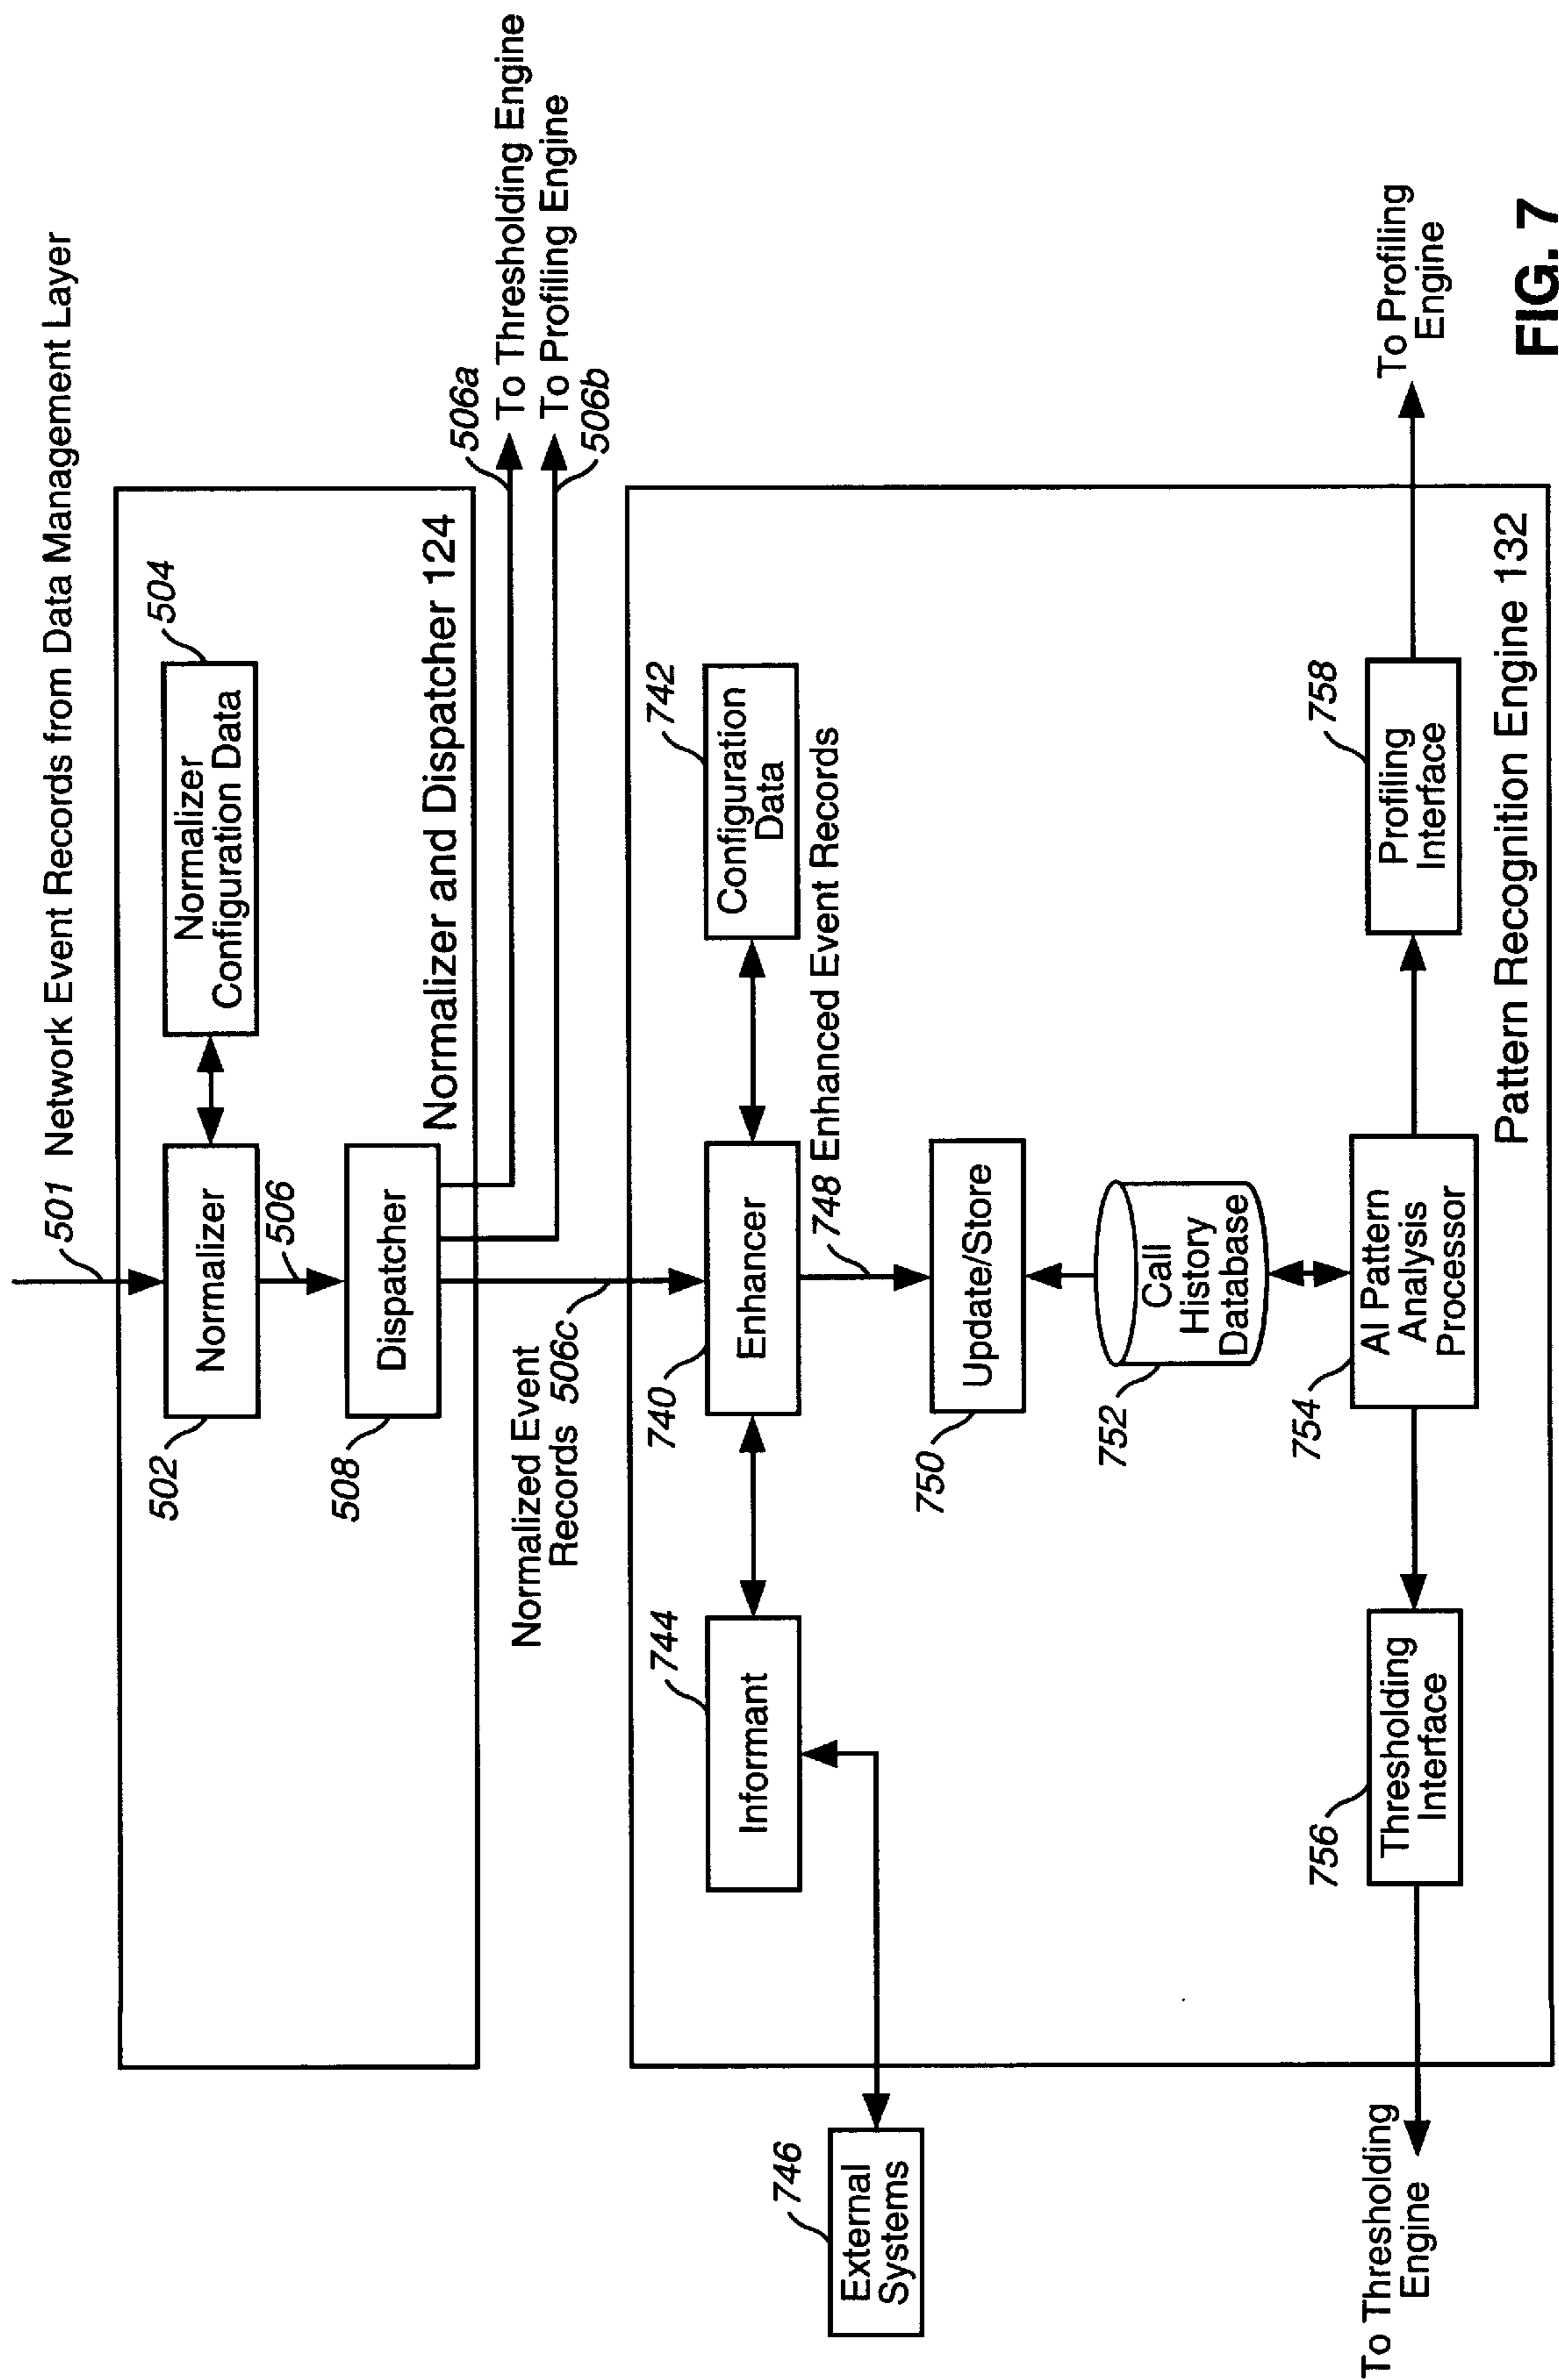 501 Network Event Records from Data Management Layer
Normalizer
502
Normalizer
Configuration Data
504
506
Dispatcher
508
Normalizer and Dispatcher 124
506a
To Thresholding Engine
To Profiling Engine
506b
Normalized Event
Records 506c
Informant
744
Enhancer
740
Configuration
Data
742
External
Systems
746
748 Enhanced Event Records
Update/Store
750
Call
History
Database
752
AI Pattern
Analysis
Processor
754
Thresholding
Interface
756
Profiling
Interface
758
To Thresholding
Engine
To Profiling
Engine
Pattern Recognition Engine 132
FIG. 7